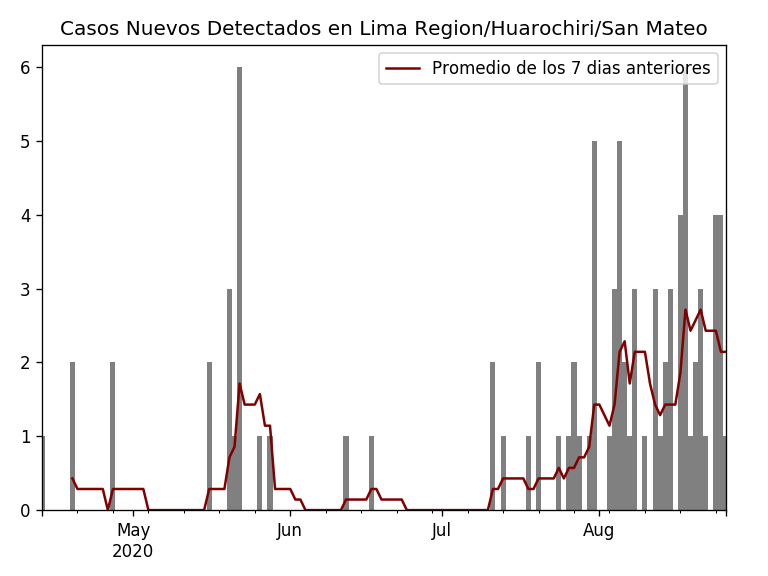 Casos Nuevos Detectados en Lima Region/Huarochiri/San Mateo
Promedio de los 7 dias anteriores
6
5
4
3
2
1
0
May
2020
Jun
Jul
Aug